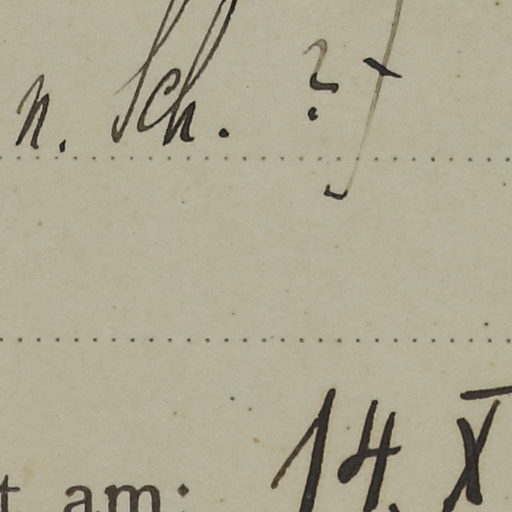 n. Sch. ?
t am: 14. X